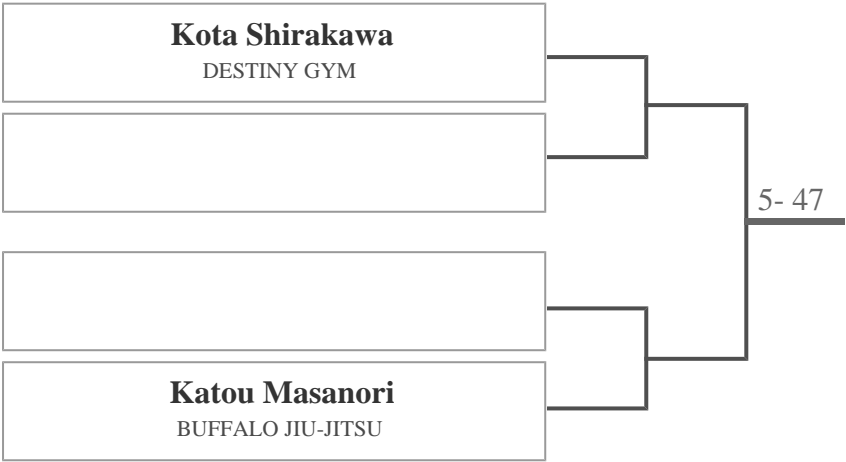 Kota Shirakawa
DESTINY GYM
5- 47
Katou Masanori
BUFFALO JIU-JITSU